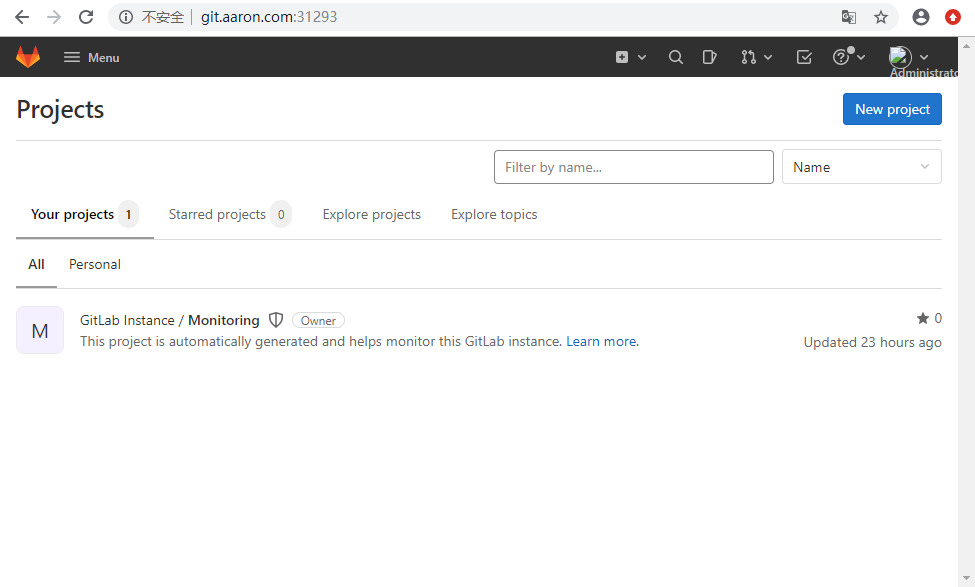 不安全 git.aaron.com:31293
Menu
Administrato
Projects
New project
Filter by name...
Name
Your projects 1 Starred projects 0 Explore projects Explore topics
All Personal
M
GitLab Instance / Monitoring Owner
0
This project is automatically generated and helps monitor this GitLab instance. Learn more.
Updated 23 hours ago